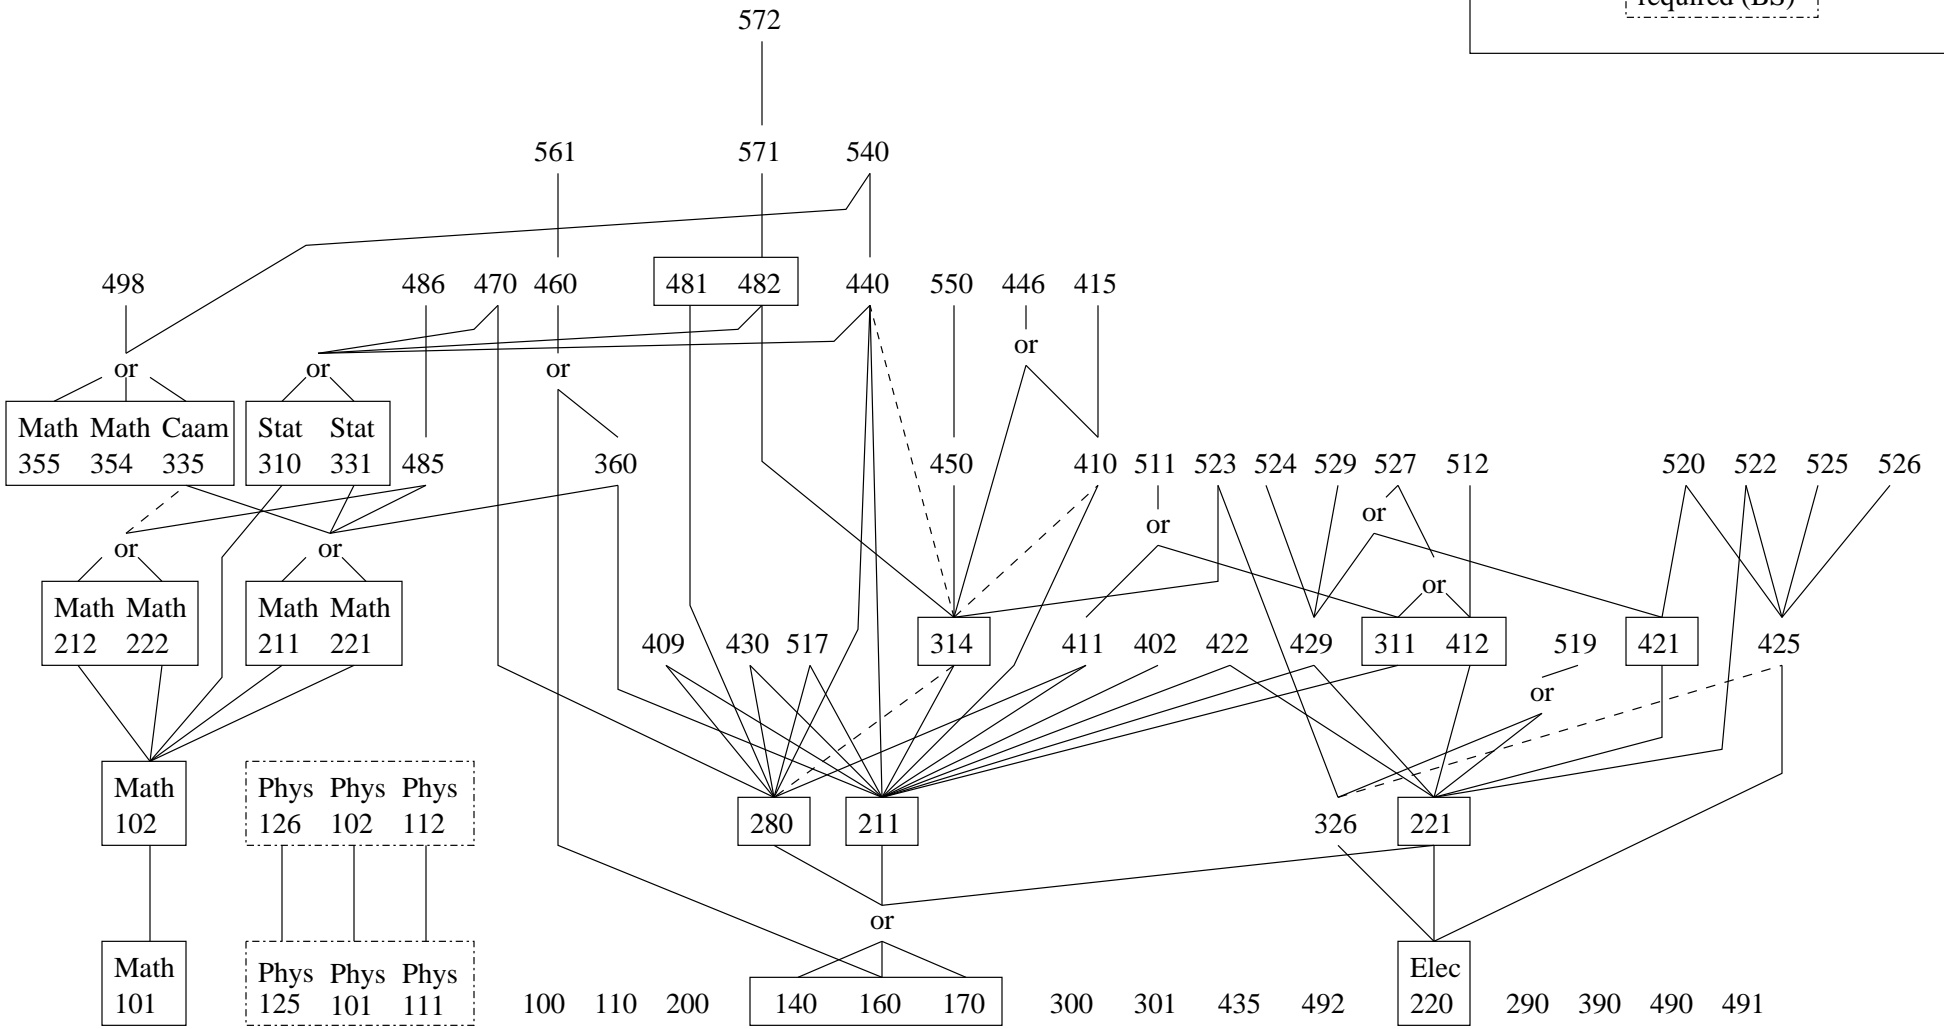 required (BS)
572
561 571 540
498 486 470 460 481 482 440 550 446 415
or
or or or
Math Math Caam Stat Stat
355 354 335 310 331 485 360 450 410 511 523 524 529 527 512 520 522 525 526
or
or
or or
or
Math Math Math Math
212 222 211 221 409 430 517 314 411 402 422 429 311 412 519 421 425
or
Math Phys Phys Phys
102 126 102 112 280 211 326 221
or
Math Phys Phys Phys Elec
101 125 101 111 100 110 200 140 160 170 300 301 435 492 220 290 390 490 491